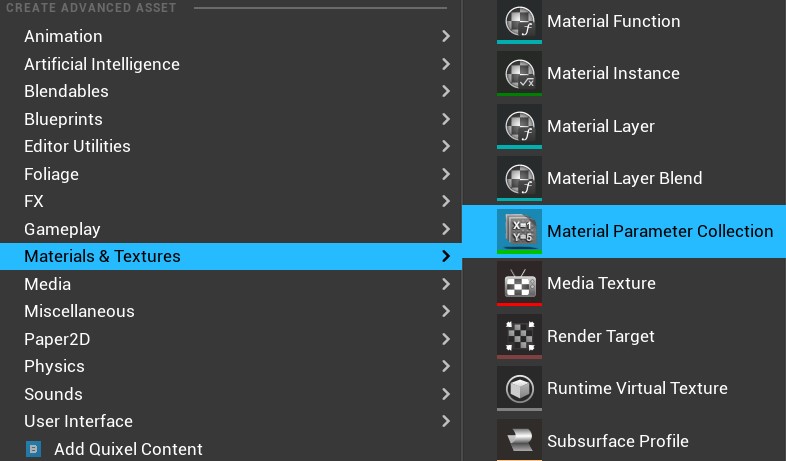 CREATE ADVANCED ASSET
Animation
Artificial Intelligence
Blendables
Blueprints
Editor Utilities
Foliage
FX
Gameplay
Materials & Textures
Media
Miscellaneous
Paper2D
Physics
Sounds
User Interface
B Add Quixel Content
Material Function
Material Instance
Material Layer
Material Layer Blend
X=1
Y=5
Material Parameter Collection
Media Texture
Render Target
Runtime Virtual Texture
Subsurface Profile